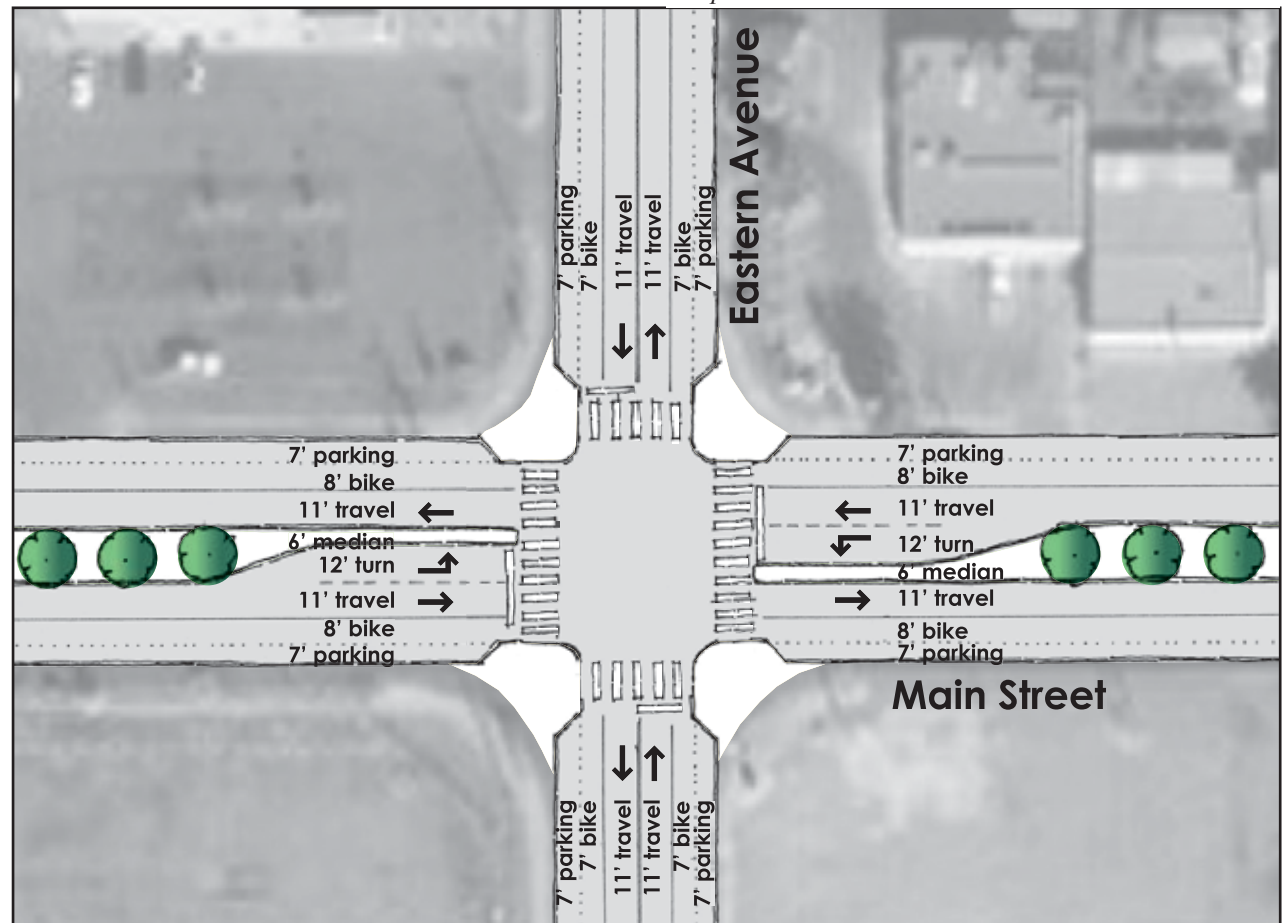 Eastern Avenue
7' parking
7' bike
11' travel
11' travel
7' bike
7' parking
7' parking
8' bike
11' travel
6' median
12' turn
11' travel
8' bike
7' parking
7' parking
8' bike
11' travel
12' turn
6' median
11' travel
8' bike
7' parking
Main Street
7' parking
7' bike
11' travel
11' travel
7' bike
7' parking